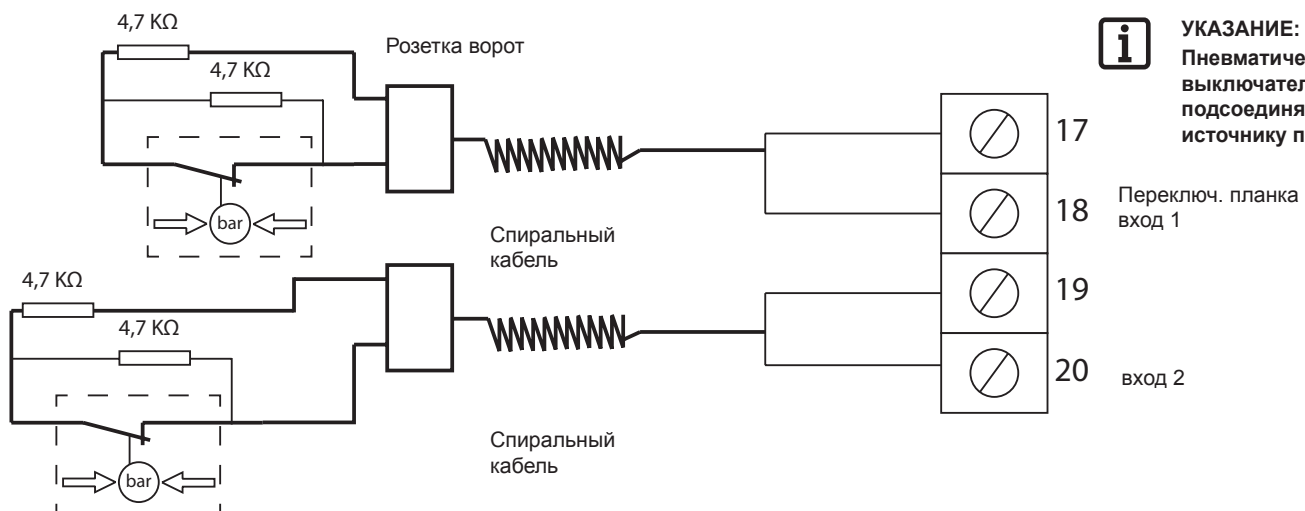 4,7 KΩ
4,7 KΩ
Розетка ворот
bar
Спиральный
кабель
17
18
19
20
Переключ. планка
вход 1
вход 2
4,7 KΩ
4,7 KΩ
bar
Спиральный
кабель
i
УКАЗАНИЕ:
Пневматиче
выключател
подсоединя
источнику п